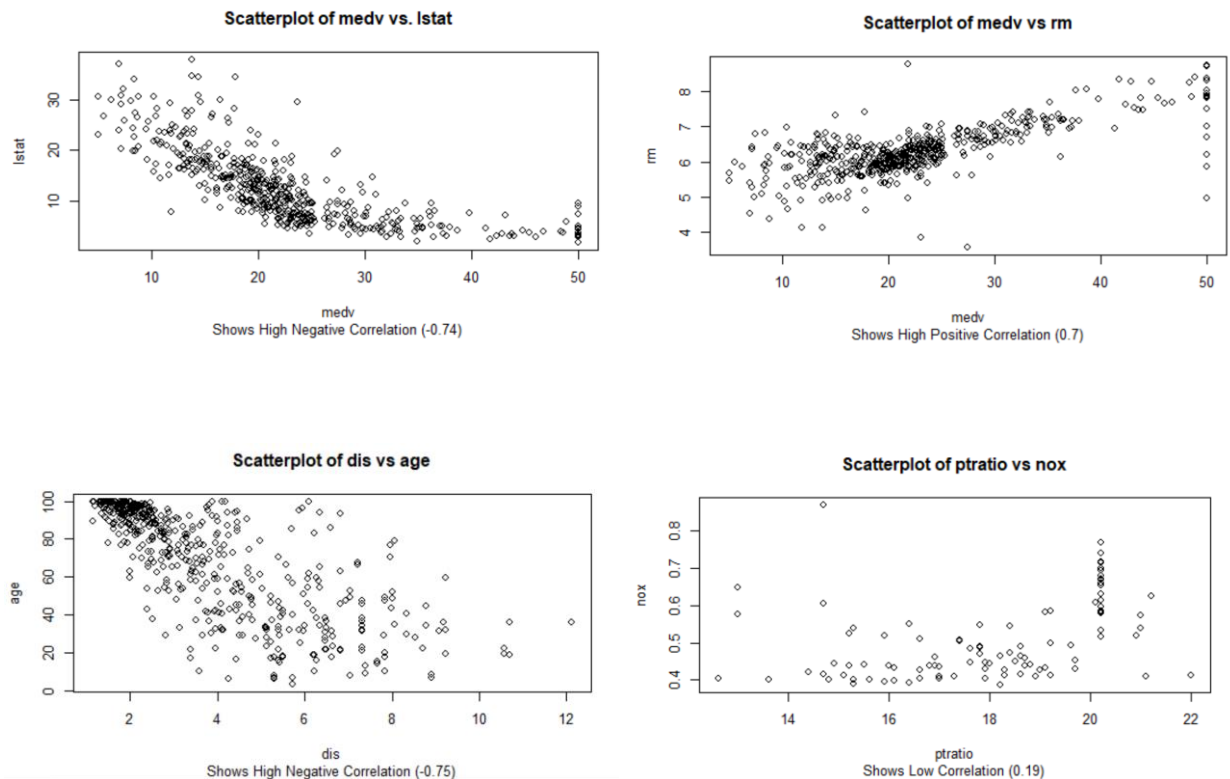 Scatterplot of medv vs. lstat
lstat
30
20
10
10 20 30 40 50
medv
Shows High Negative Correlation (-0.74)
Scatterplot of medv vs rm
rm
8
7
6
5
4
10 20 30 40 50
medv
Shows High Positive Correlation (0.7)
Scatterplot of dis vs age
age
100
80
60
40
20
0
2 4 6 8 10 12
dis
Shows High Negative Correlation (-0.75)
Scatterplot of ptratio vs nox
nox
0.8
0.7
0.6
0.5
0.4
14 16 18 20 22
ptratio
Shows Low Correlation (0.19)